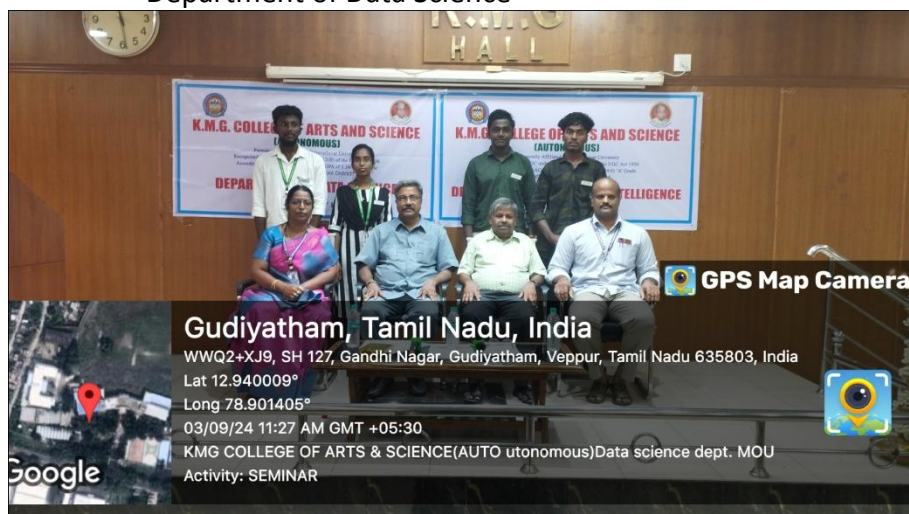 Department of Data Science
K.M.G
HALL
K.M.G. COLLEGE ARTS AND SCIENCE
(AUTONOMOUS)
DEPAR
K.M.G. LLEGE OF ARTS AND SCIENCE
(AUTONOMOUS)
TELLIGENCE
GPS Map Camera
Gudiyatham, Tamil Nadu, India
WWQ2+XJ9, SH 127, Gandhi Nagar, Gudiyatham, Veppur, Tamil Nadu 635803, India
Lat 12.940009°
Long 78.901405°
03/09/24 11:27 AM GMT +05:30
KMG COLLEGE OF ARTS & SCIENCE(AUTO utonomous)Data science dept. MOU
Activity: SEMINAR
Google